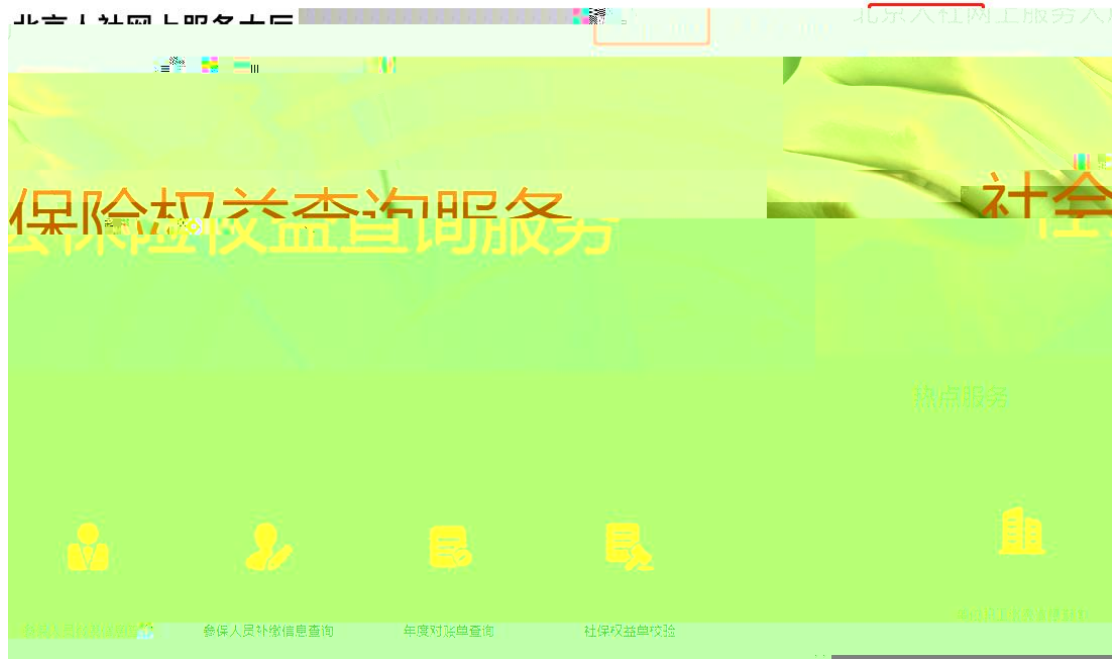 北京人社网上服务大厅
北京人社网上服务大
保险权益查询服务
社会
会保险权益查询服务
社会
热点服务
参保人员补缴信息查询
年度对账单查询
社保权益单校验